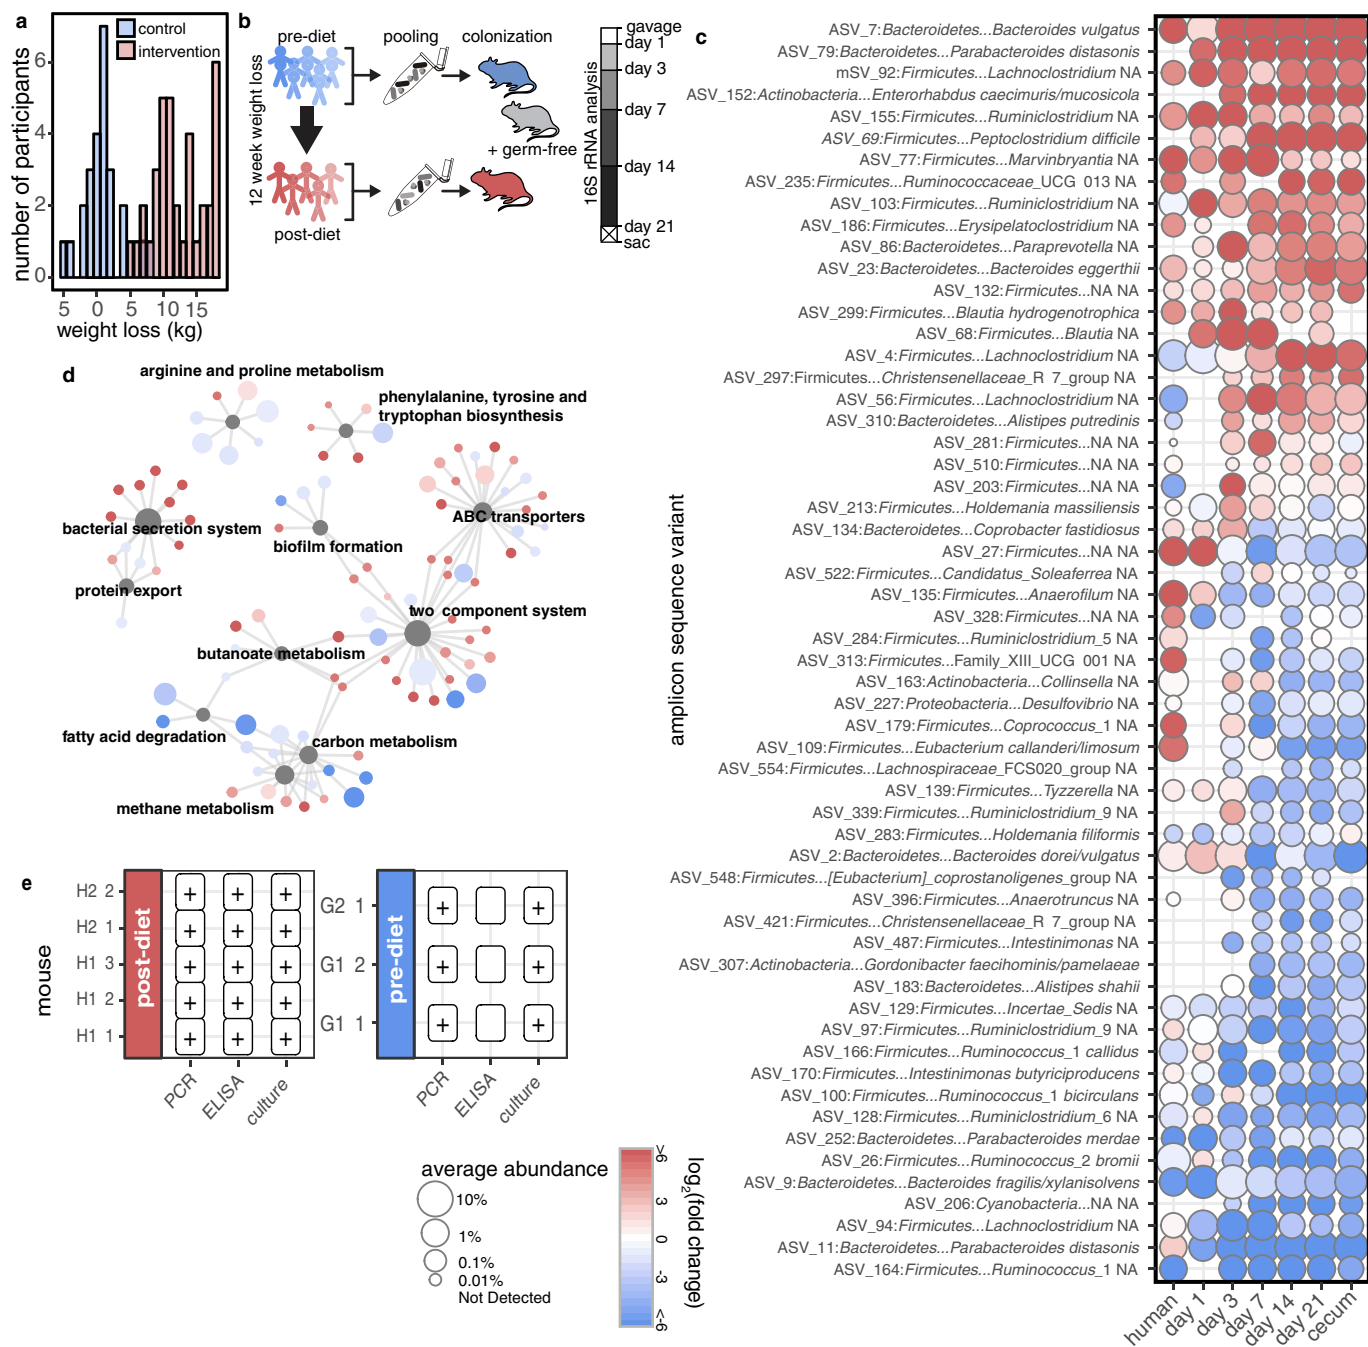 a
number of participants
6
4
2
0
control
intervention
5 0 5 10 15
weight loss (kg)
b
pre-diet
pooling
colonization
12 week weight loss
+ germ-free
post-diet
16S rRNA analysis
gavage
day 1
day 3
day 7
day 14
day 21
sac
c
amplicon sequence variant
ASV_7:Bacteroidetes...Bacteroides vulgatus
ASV_79:Bacteroidetes...Parabacteroides distasonis
mSV_92:Firmicutes...Lachnoclostridium NA
ASV_152:Actinobacteria...Enterorhabdus caecimuris/mucosicola
ASV_155:Firmicutes...Ruminiclostridium NA
ASV_69:Firmicutes...Peptoclostridium difficile
ASV_77:Firmicutes...Marvinbryantia NA
ASV_235:Firmicutes...Ruminococcaceae_UCG 013 NA
ASV_103:Firmicutes...Ruminiclostridium NA
ASV_186:Firmicutes...Erysipelatoclostridium NA
ASV_86:Bacteroidetes...Paraprevotella NA
ASV_23:Bacteroidetes...Bacteroides eggerthii
ASV_132:Firmicutes...NA NA
ASV_299:Firmicutes...Blautia hydrogenotrophica
ASV_68:Firmicutes...Blautia NA
ASV_4:Firmicutes...Lachnoclostridium NA
ASV_297:Firmicutes...Christensenellaceae_R 7_group NA
ASV_56:Firmicutes...Lachnoclostridium NA
ASV_310:Bacteroidetes...Alistipes putredinis
ASV_281:Firmicutes...NA NA
ASV_510:Firmicutes...NA NA
ASV_203:Firmicutes...NA NA
ASV_213:Firmicutes...Holdemania massiliensis
ASV_134:Bacteroidetes...Coprobacter fastidiosus
ASV_27:Firmicutes...NA NA
ASV_522:Firmicutes...Candidatus_Soleaferrea NA
ASV_135:Firmicutes...Anaerofilum NA
ASV_328:Firmicutes...NA NA
ASV_284:Firmicutes...Ruminiclostridium_5 NA
ASV_313:Firmicutes...Family_XIII_UCG 001 NA
ASV_163:Actinobacteria...Collinsella NA
ASV_227:Proteobacteria...Desulfovibrio NA
ASV_179:Firmicutes...Coprococcus_1 NA
ASV_109:Firmicutes...Eubacterium callanderi/limosum
ASV_554:Firmicutes...Lachnospiraceae_FCS020_group NA
ASV_139:Firmicutes...Tyzzerella NA
ASV_339:Firmicutes...Ruminiclostridium_9 NA
ASV_283:Firmicutes...Holdemania filiformis
ASV_2:Bacteroidetes...Bacteroides dorei/vulgatus
ASV_548:Firmicutes...[Eubacterium]_coprostanoligenes_group NA
ASV_396:Firmicutes...Anaerotruncus NA
ASV_421:Firmicutes...Christensenellaceae_R 7_group NA
ASV_487:Firmicutes...Intestinimonas NA
ASV_307:Actinobacteria...Gordonibacter faecihominis/pamelaeae
ASV_183:Bacteroidetes...Alistipes shahii
ASV_129:Firmicutes...Incertae_Sedis NA
ASV_97:Firmicutes...Ruminiclostridium_9 NA
ASV_166:Firmicutes...Ruminococcus_1 callidus
ASV_170:Firmicutes...Intestinimonas butyriciproducens
ASV_100:Firmicutes...Ruminococcus_1 bicirculans
ASV_128:Firmicutes...Ruminiclostridium_6 NA
ASV_252:Bacteroidetes...Parabacteroides merdae
ASV_26:Firmicutes...Ruminococcus_2 bromii
ASV_9:Bacteroidetes...Bacteroides fragilis/xylanisolvens
ASV_206:Cyanobacteria...NA NA
ASV_94:Firmicutes...Lachnoclostridium NA
ASV_11:Bacteroidetes...Parabacteroides distasonis
ASV_164:Firmicutes...Ruminococcus_1 NA
human day 1 day 3 day 7 day 14 day 21 cecum
d
arginine and proline metabolism
phenylalanine, tyrosine and
tryptophan biosynthesis
bacterial secretion system
biofilm formation
ABC transporters
protein export
two component system
butanoate metabolism
fatty acid degradation
carbon metabolism
methane metabolism
e
mouse
post-diet
H2 2 + + +
H2 1 + + +
H1 3 + + +
H1 2 + + +
H1 1 + + +
PCR ELISA culture
pre-diet
G2 1 + +
G1 2 + +
G1 1 + +
PCR ELISA culture
average abundance
10%
1%
0.1%
0.01%
Not Detected
>6
3
0
-3
<-6
log2(fold change)